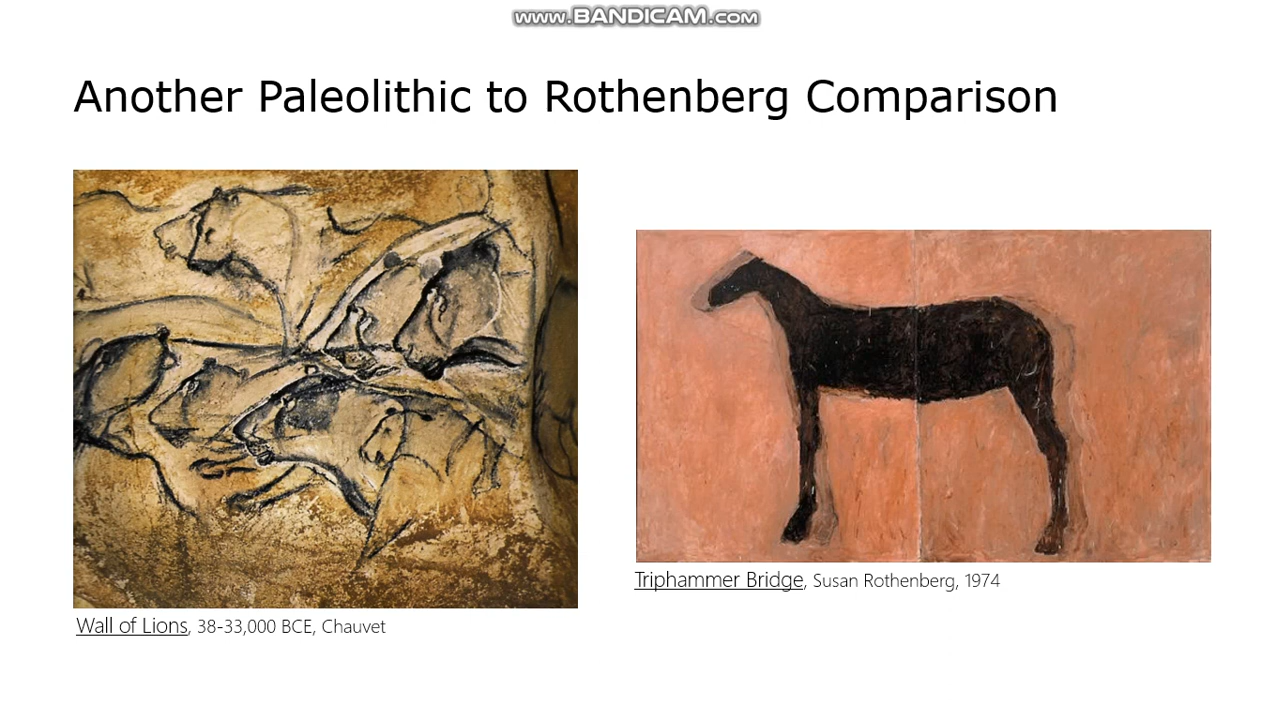 www.BANDICAM.com
Another Paleolithic to Rothenberg Comparison
Triphammer Bridge, Susan Rothenberg, 1974
Wall of Lions, 38-33,000 BCE, Chauvet